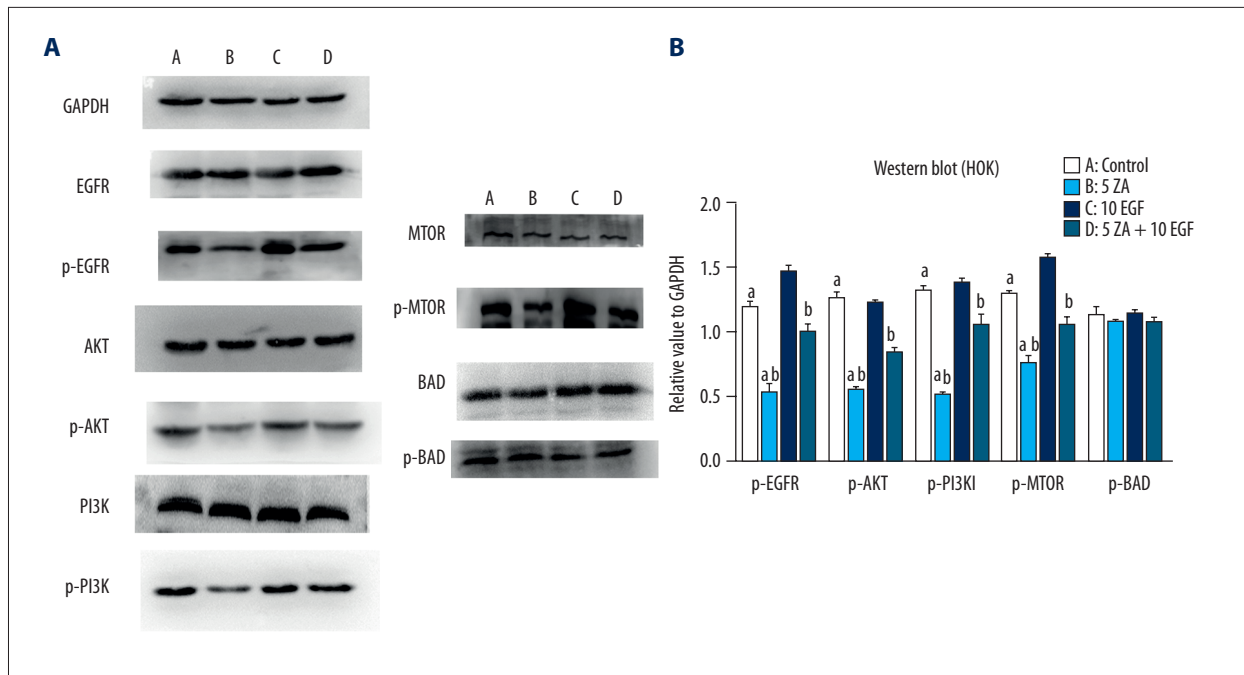 A
A B C D
GAPDH
EGFR
p-EGFR
AKT
p-AKT
PI3K
p-PI3K
A B C D
MTOR
p-MTOR
BAD
p-BAD
B
Western blot (HOK)
A: Control
B: 5 ZA
C: 10 EGF
D: 5 ZA + 10 EGF
Relative value to GAPDH
2.0
1.5
1.0
0.5
0.0
a
a b
b
a
a b
b
a
a b
b
a
a b
b
p-EGFR p-AKT p-PI3KI p-MTOR p-BAD